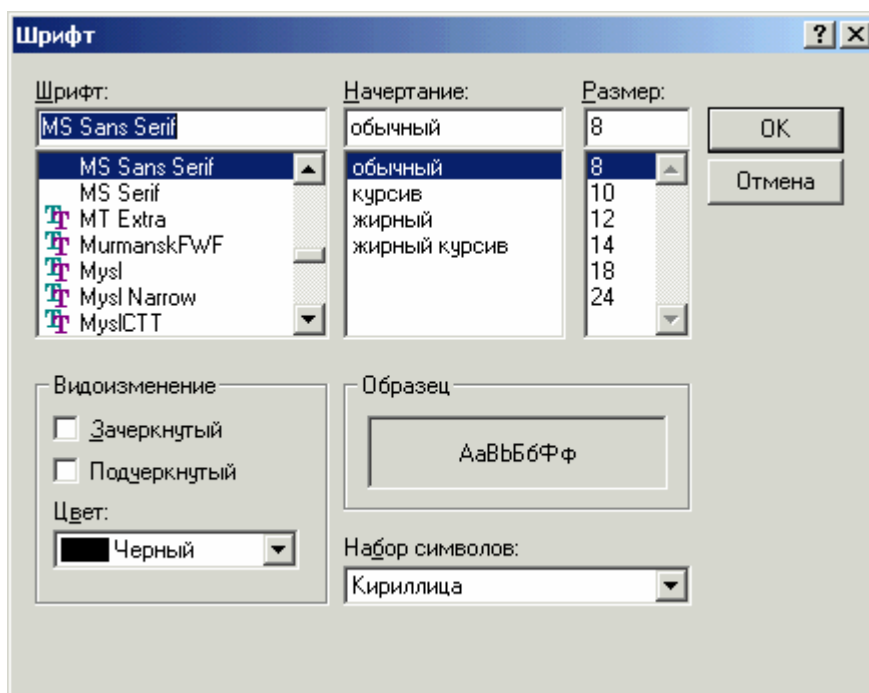 Шрифт
Шрифт:
MS Sans Serif
MS Sans Serif
MS Serif
MT Extra
MurmanskFWF
Mysl
Mysl Narrow
MyslCTT
Начертание:
обычный
обычный
курсив
жирный
жирный курсив
Размер:
8
8
10
12
14
18
24
OK
Отмена
Видоизменение
Зачеркнутый
Подчеркнутый
Цвет:
Черный
Образец
АаВЬБбФф
Набор символов:
Кириллица